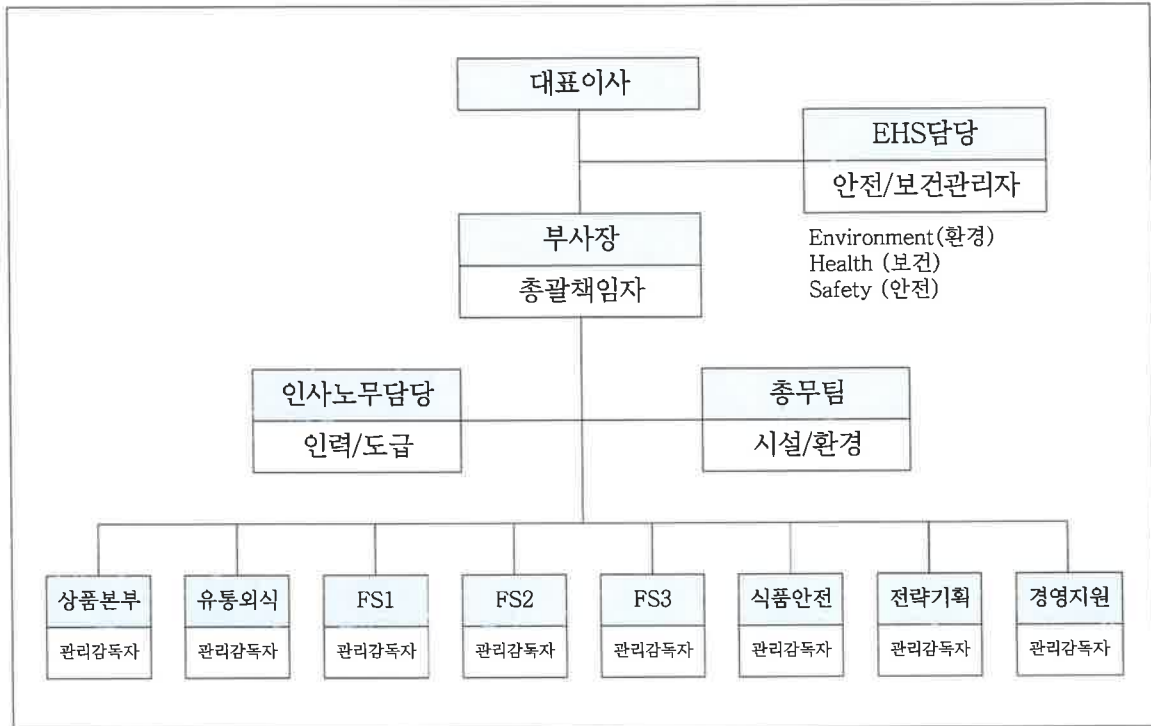 대표이사
EHS담당
안전/보건관리자
Environment(환경)
Health (보건)
Safety (안전)
부사장
총괄책임자
인사노무담당
인력/도급
총무팀
시설/환경
상품본부
관리감독자
유통외식
관리감독자
FS1
관리감독자
FS2
관리감독자
FS3
관리감독자
식품안전
관리감독자
전략기획
관리감독자
경영지원
관리감독자